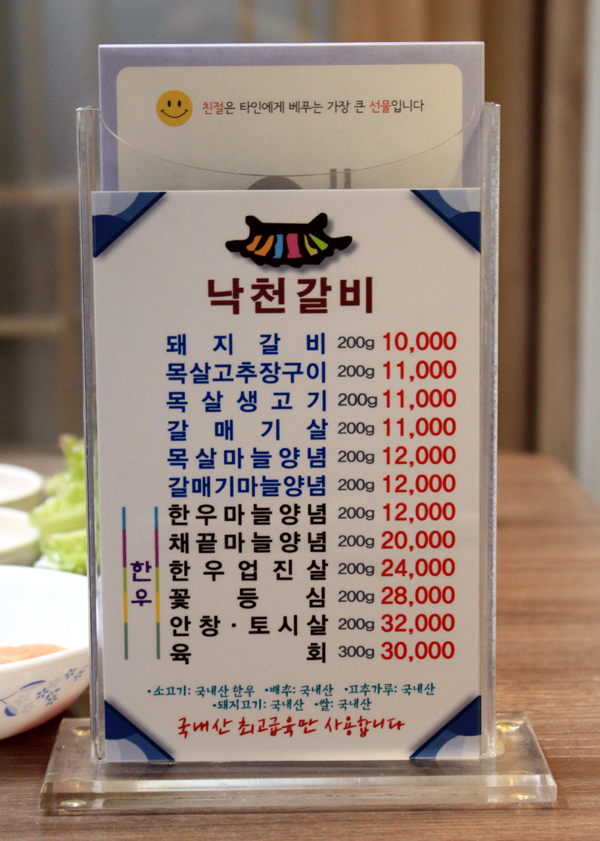 친절은 타인에게 베푸는 가장 큰 선물입니다
낙천갈비
돼지갈비 200g 10,000
목살고추장구이 200g 11,000
목살생고기 200g 11,000
갈매기살 200g 11,000
목살마늘양념 200g 12,000
갈매기마늘양념 200g 12,000
한우
한우마늘양념 200g 12,000
채끝마늘양념 200g 20,000
한우업진살 200g 24,000
꽃등심 200g 28,000
안창·토시살 200g 32,000
육회 300g 30,000
•소고기: 국내산 한우 •배추: 국내산 •고추가루: 국내산
•돼지고기: 국내산 •쌀: 국내산
국내산 최고급육만 사용합니다